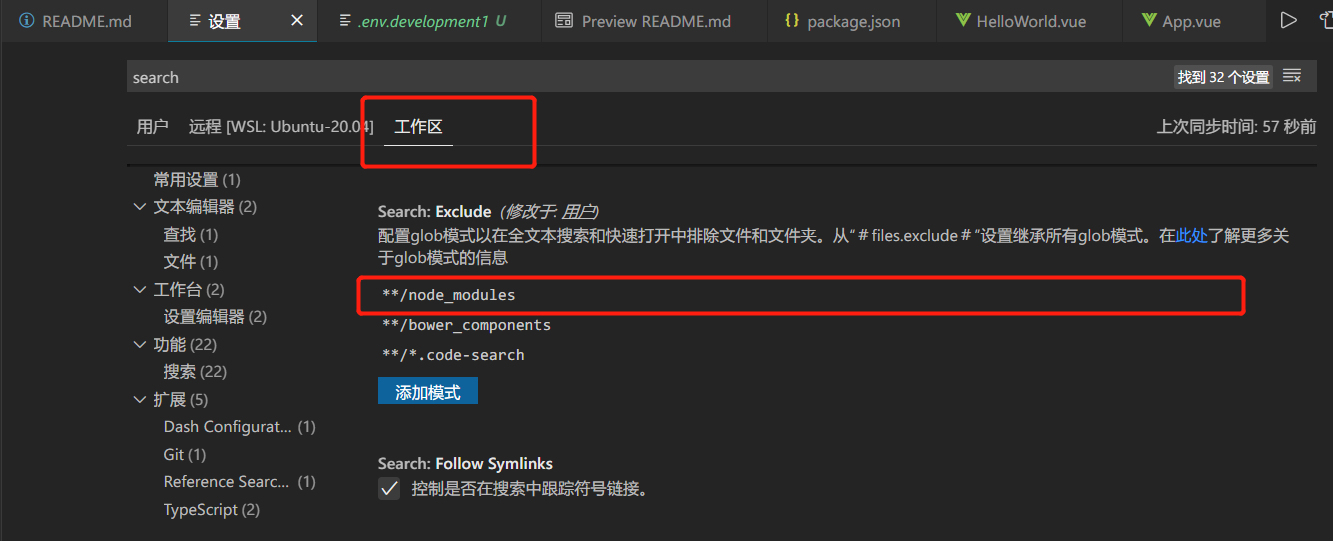 README.md
设置
.env.development1 U
Preview README.md
{} package.json
HelloWorld.vue
App.vue
search
找到 32 个设置
用户
远程 [WSL: Ubuntu-20.04]
工作区
上次同步时间: 57 秒前
常用设置 (1)
文本编辑器 (2)
查找 (1)
文件 (1)
工作台 (2)
设置编辑器 (2)
功能 (22)
搜索 (22)
扩展 (5)
Dash Configurat... (1)
Git (1)
Reference Searc... (1)
TypeScript (2)
Search: Exclude (修改于: 用户)
配置glob模式以在全文本搜索和快速打开中排除文件和文件夹。从“＃files.exclude＃”设置继承所有glob模式。在此处了解更多关
于glob模式的信息
**/node_modules
**/bower_components
**/*.code-search
添加模式
Search: Follow Symlinks
控制是否在搜索中跟踪符号链接。